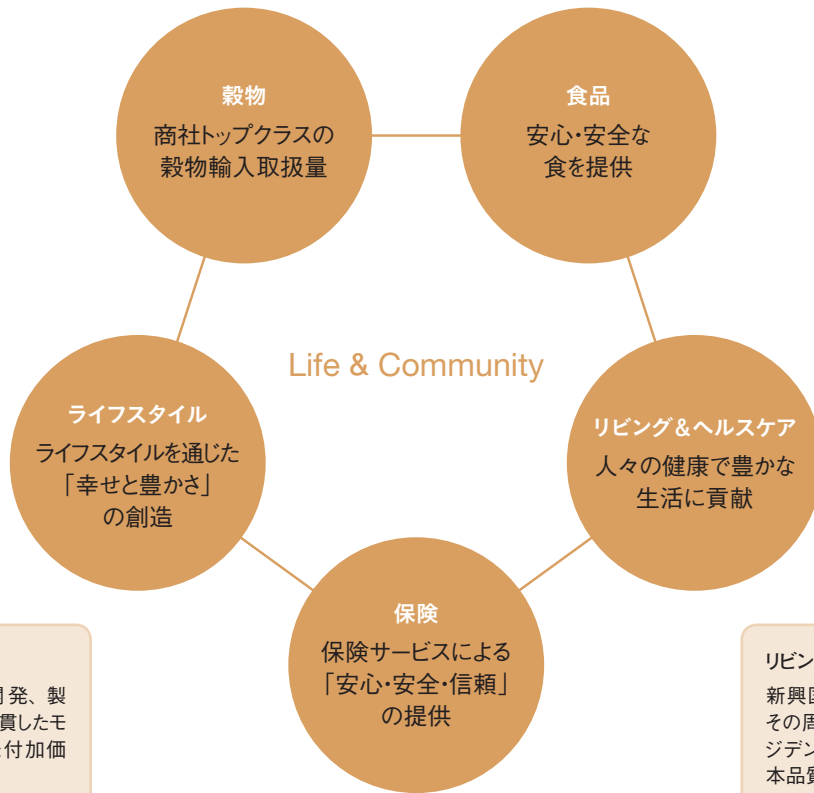 穀物
商社トップクラスの
穀物輸入取扱量
食品
安心・安全な
食を提供
Life & Community
ライフスタイル
ライフスタイルを通じた
「幸せと豊かさ」
の創造
リビング&ヘルスケア
人々の健康で豊かな
生活に貢献
保険
保険サービスによる
「安心・安全・信頼」
の提供
発、製
貫したモ
付加価
リビン
新興国
その周
ジデン
本品質